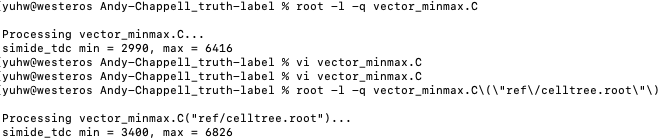 (yuhw@westeros Andy-Chappell_truth-label % root -l -q vector_minmax.C
Processing vector_minmax.C...
simide_tdc min = 2990, max = 6416
(yuhw@westeros Andy-Chappell_truth-label % vi vector_minmax.C
(yuhw@westeros Andy-Chappell_truth-label % vi vector_minmax.C
(yuhw@westeros Andy-Chappell_truth-label % root -l -q vector_minmax.C\(\"ref\/celltree.root\"\)
Processing vector_minmax.C("ref/celltree.root")...
simide_tdc min = 3400, max = 6826